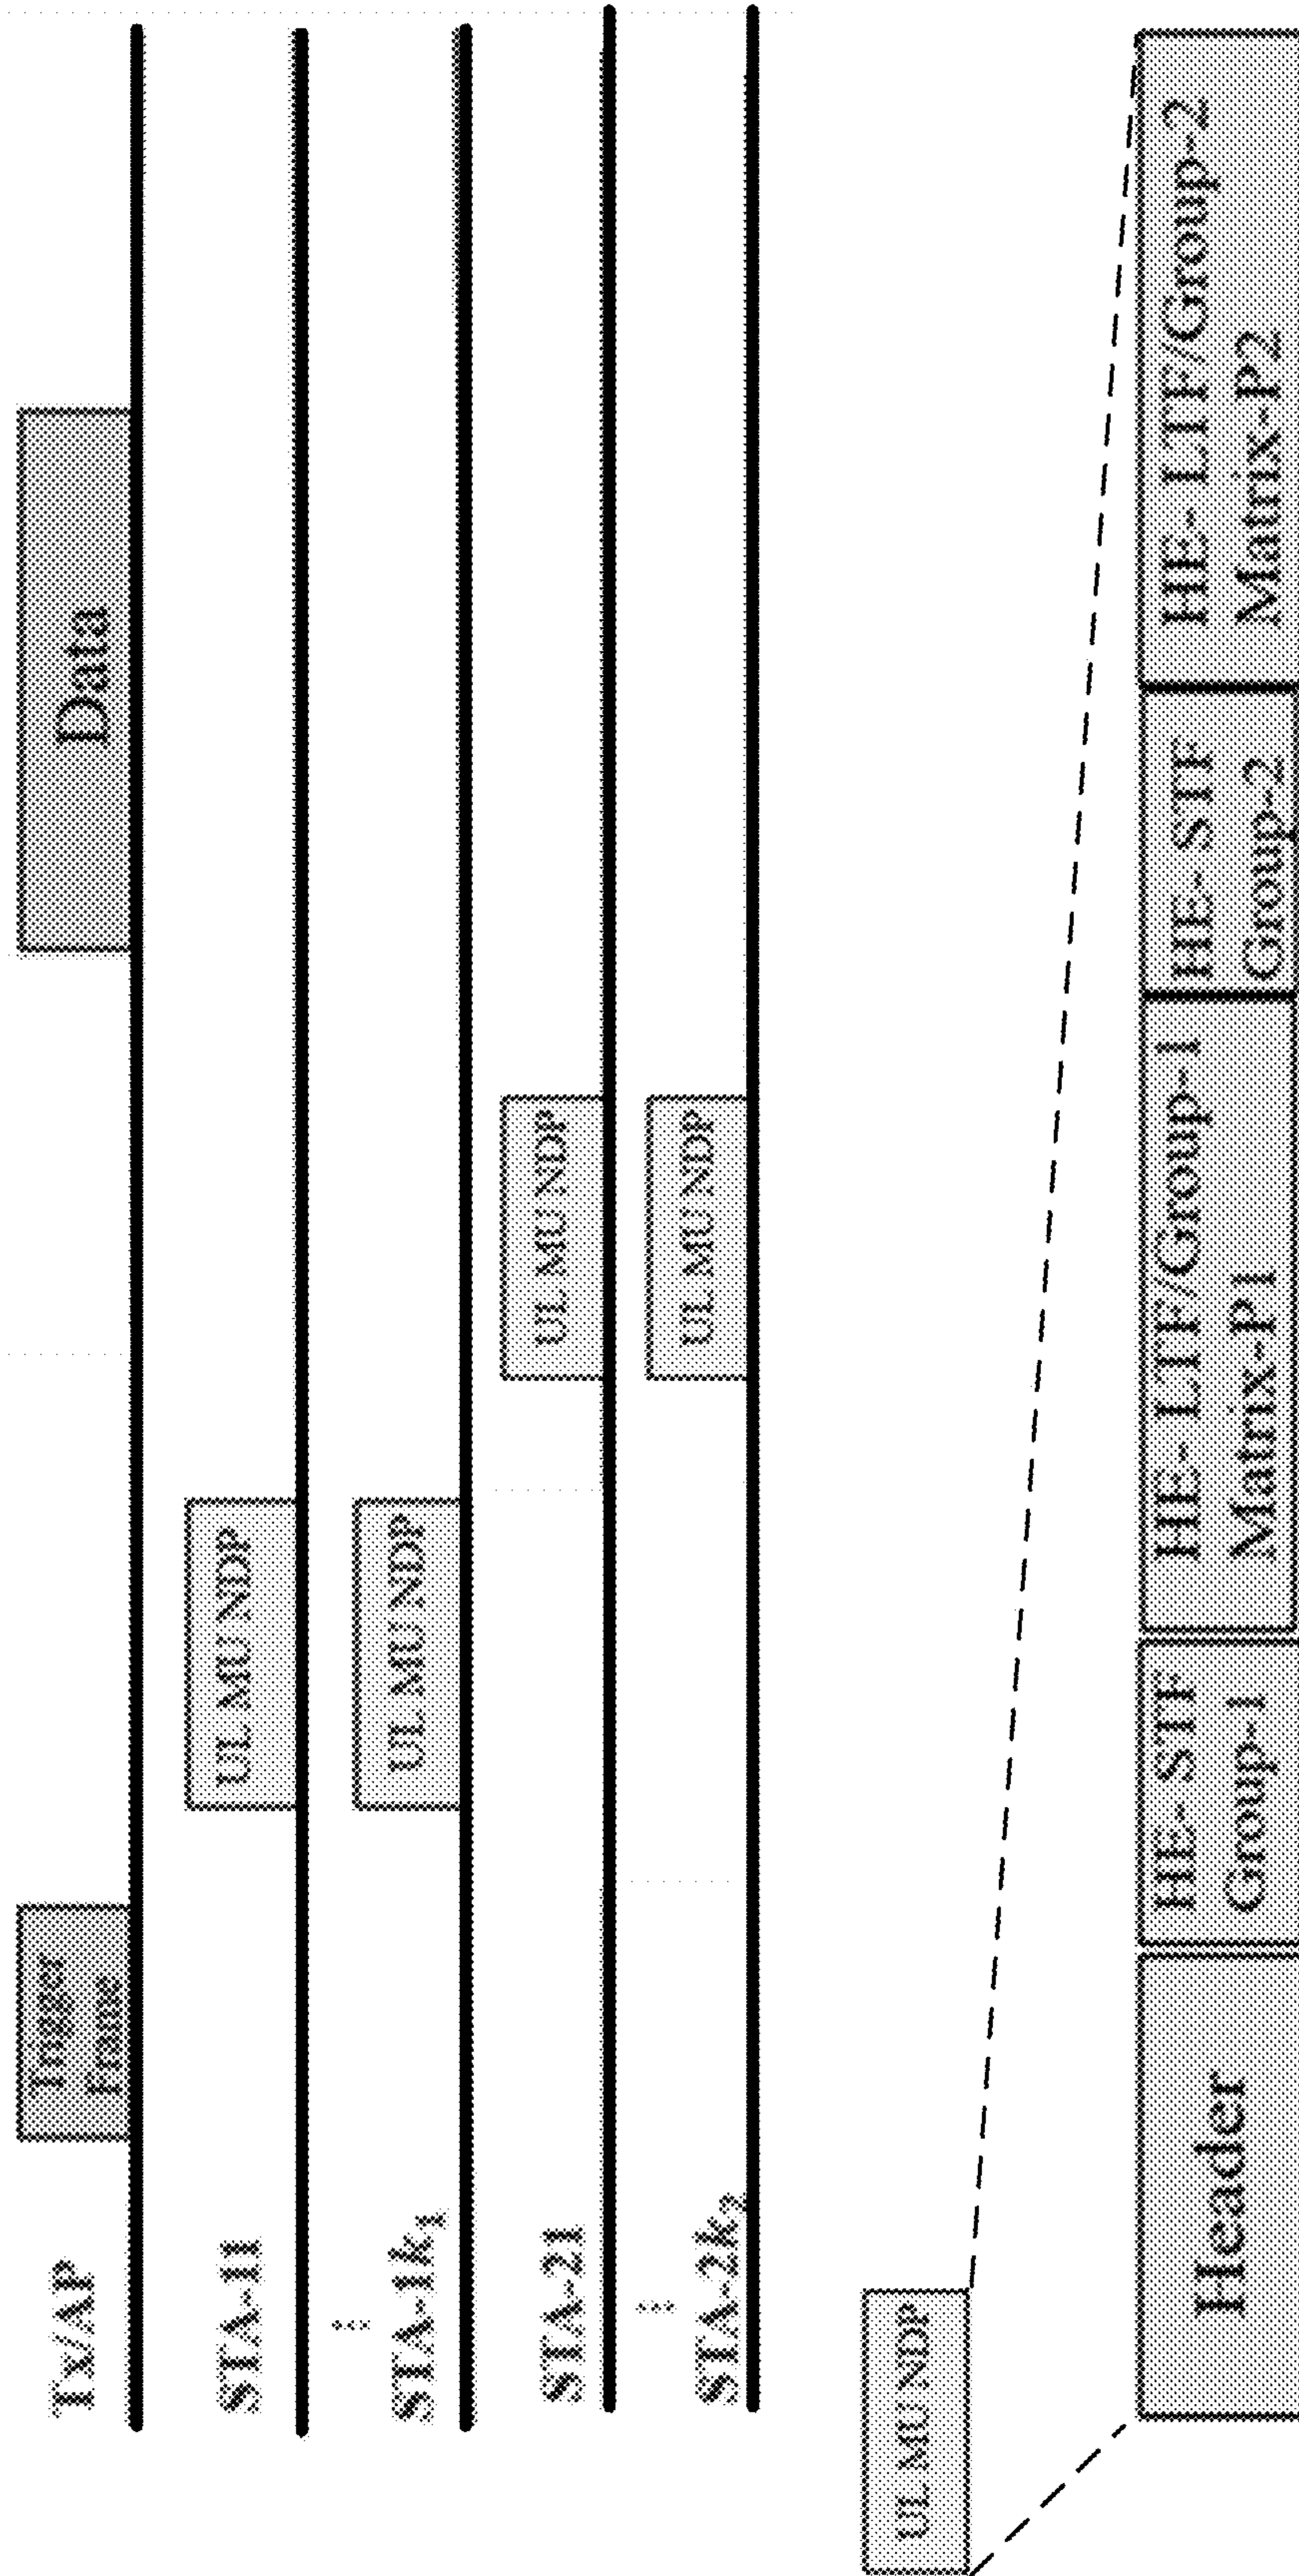 Tx/AP
Trigger
Frame
Data
STA-11
UL MU NDP
⋮
STA-1k₁
UL MU NDP
STA-21
UL MU NDP
⋮
STA-2k₂
UL MU NDP
UL MU NDP
Header
HE- STF
Group-1
HE- LTF/Group-1
Matrix-P1
HE- STF
Group-2
HE- LTF/Group-2
Matrix-P2